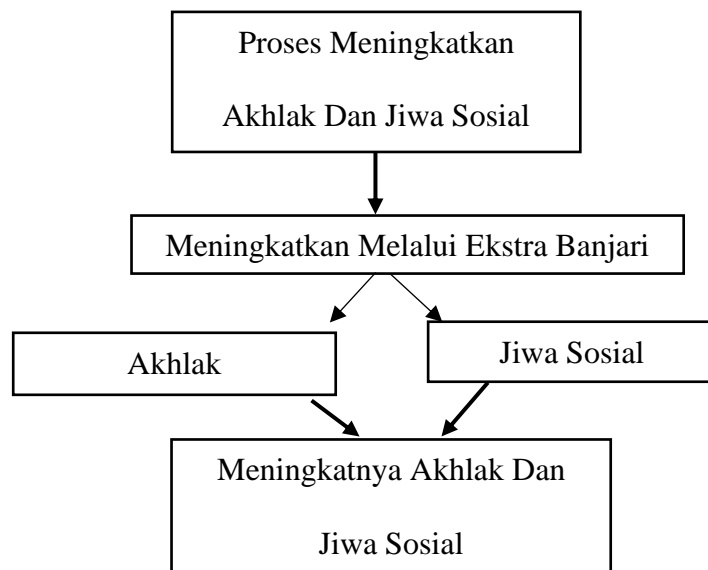 Proses Meningkatkan
Akhlak Dan Jiwa Sosial
Meningkatkan Melalui Ekstra Banjari
Akhlak
Jiwa Sosial
Meningkatnya Akhlak Dan
Jiwa Sosial